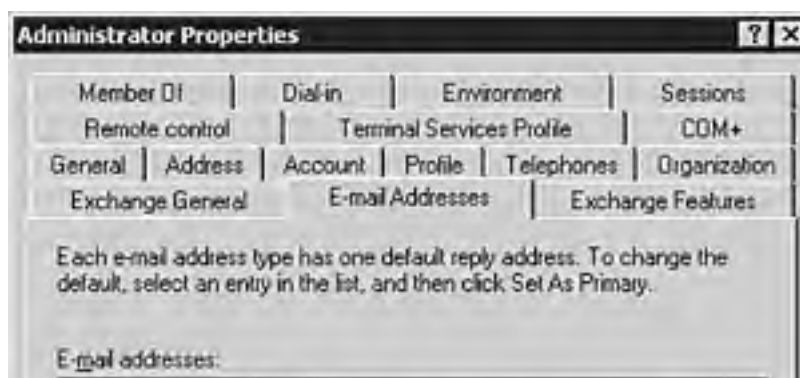 Administrator Properties ? X
Member Of Dial-in Environment Sessions
Remote control Terminal Services Profile COM+
General Address Account Profile Telephones Organization
Exchange General E-mail Addresses Exchange Features
Each e-mail address type has one default reply address. To change the
default, select an entry in the list, and then click Set As Primary.
E-mail addresses: